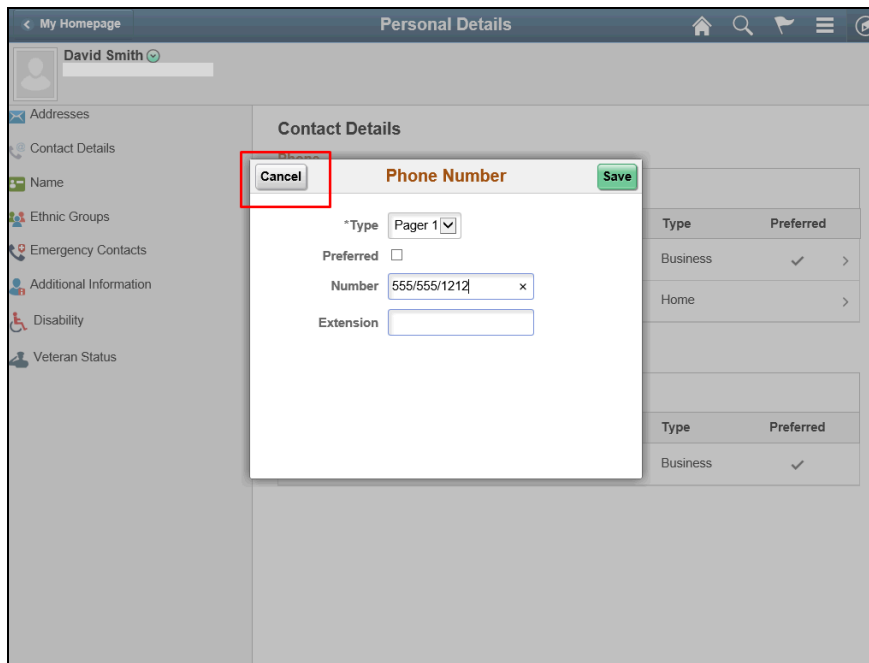 My Homepage
Personal Details
David Smith
Addresses
Contact Details
Name
Ethnic Groups
Emergency Contacts
Additional Information
Disability
Veteran Status
Contact Details
Phone
Cancel
Phone Number
Save
*Type Pager 1
Preferred
Number 555/555/1212 ×
Extension
Type Preferred
Business
Home
Type Preferred
Business